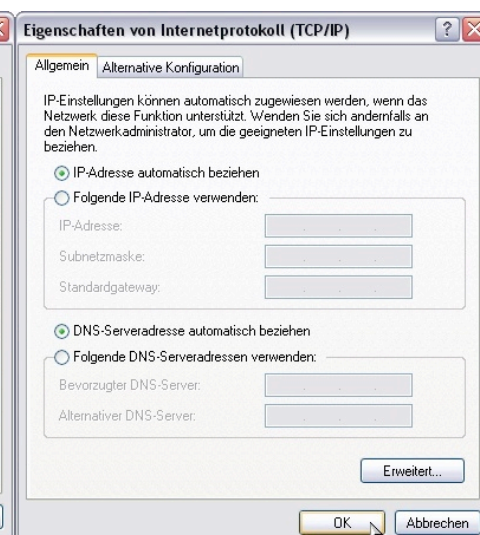 Eigenschaften von Internetprotokoll (TCP/IP)
Allgemein
Alternative Konfiguration
IP-Einstellungen können automatisch zugewiesen werden, wenn das
Netzwerk diese Funktion unterstützt. Wenden Sie sich andernfalls an
den Netzwerkadministrator, um die geeigneten IP-Einstellungen zu
beziehen.
IP-Adresse automatisch beziehen
Folgende IP-Adresse verwenden:
IP-Adresse:
Subnetzmaske:
Standardgateway:
DNS-Serveradresse automatisch beziehen
Folgende DNS-Serveradressen verwenden:
Bevorzugter DNS-Server:
Alternativer DNS-Server:
Erweitert...
OK
Abbrechen